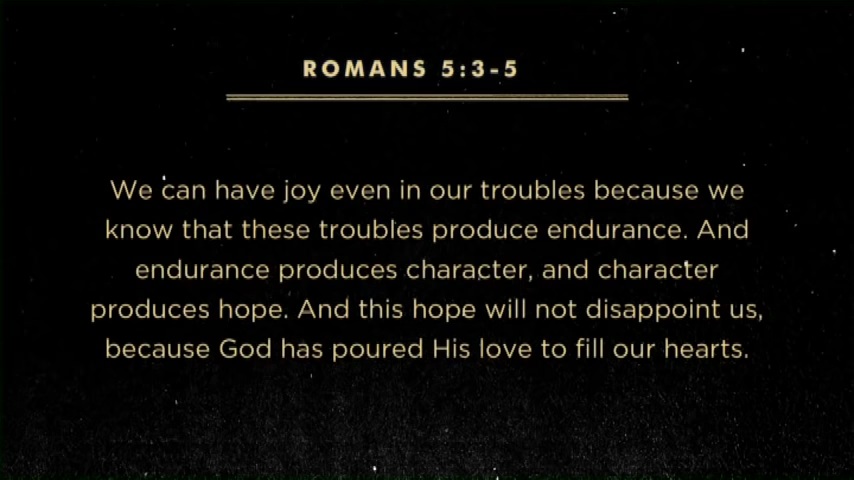 ROMANS 5:3-5
We can have joy even in our troubles because we
know that these troubles produce endurance. And
endurance produces character, and character
produces hope. And this hope will not disappoint us,
because God has poured His love to fill our hearts.